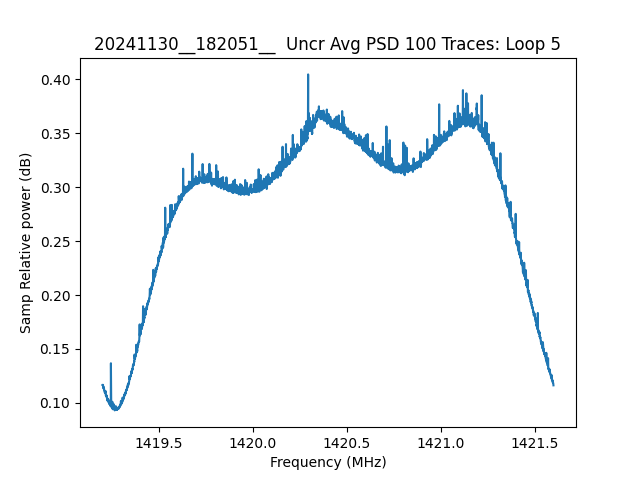 20241130__182051__  Uncr Avg PSD 100 Traces: Loop 5
0.40
0.35
0.30
0.25
0.20
0.15
0.10
Samp Relative power (dB)
1419.5 1420.0 1420.5 1421.0 1421.5
Frequency (MHz)